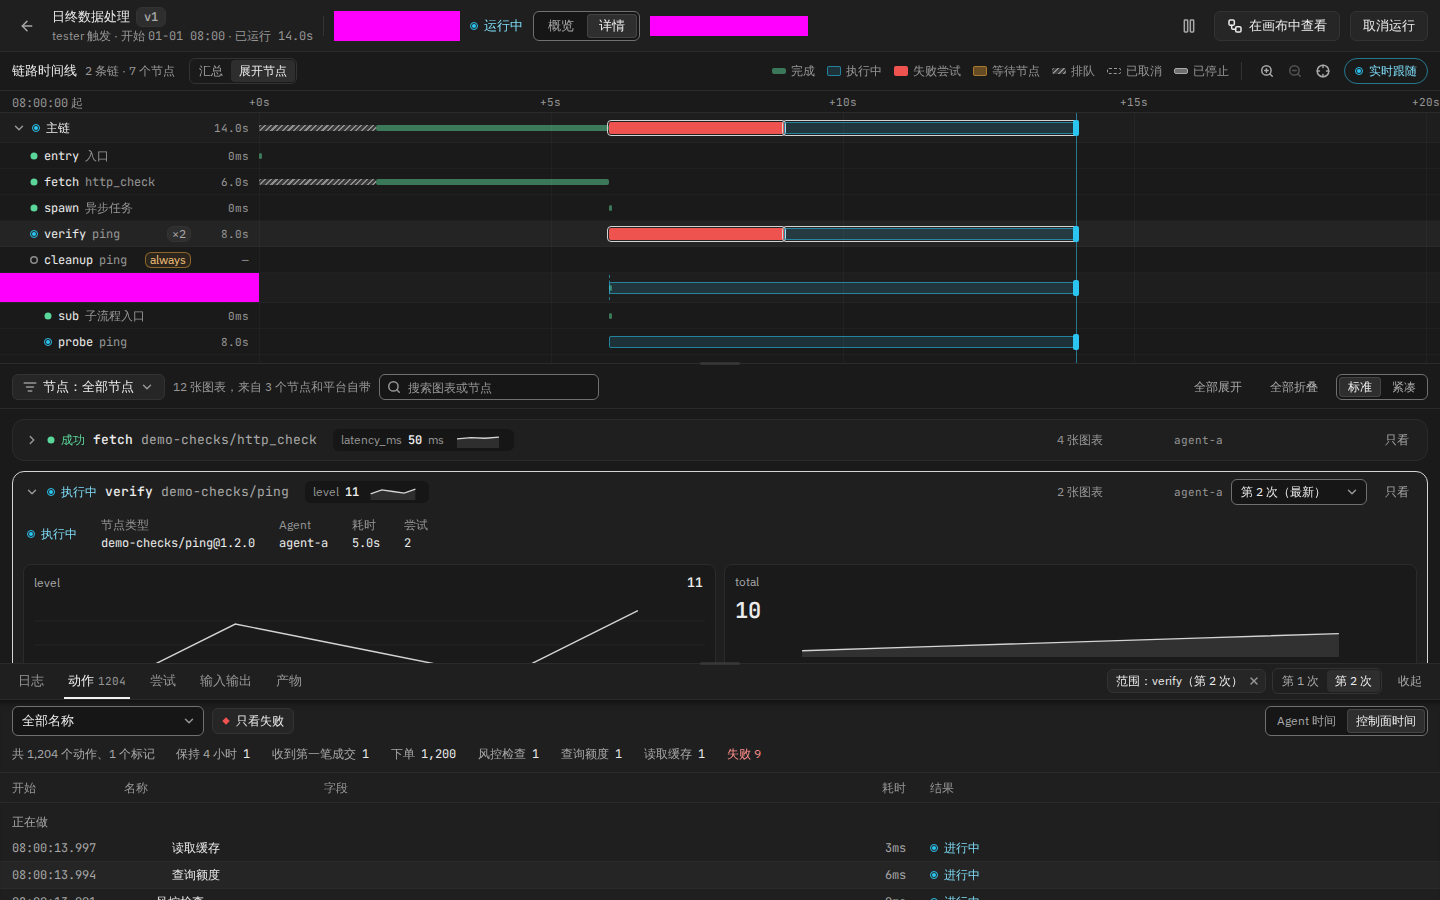 日终数据处理 v1
tester 触发 · 开始 01-01 08:00 · 已运行 14.0s
运行中
概览 详情
在画布中查看
取消运行
链路时间线 2 条链 · 7 个节点 汇总 展开节点
完成 执行中 失败尝试 等待节点 排队 已取消 已停止
实时跟随
08:00:00 起 +0s +5s +10s +15s +20s
主链 14.0s
entry 入口 0ms
fetch http_check 6.0s
spawn 异步任务 0ms
verify ping ×2 8.0s
cleanup ping always —
sub 子流程入口 0ms
probe ping 8.0s
节点：全部节点 12 张图表，来自 3 个节点和平台自带 搜索图表或节点 全部展开 全部折叠 标准 紧凑
成功 fetch demo-checks/http_check latency_ms 50 ms 4 张图表 agent-a 只看
执行中 verify demo-checks/ping level 11 2 张图表 agent-a 第 2 次（最新） 只看
执行中
节点类型 Agent 耗时 尝试
demo-checks/ping@1.2.0 agent-a 5.0s 2
level 11
total
10
日志 动作 1204 尝试 输入输出 产物
范围：verify（第 2 次） × 第 1 次 第 2 次 收起
全部名称 只看失败 Agent 时间 控制面时间
共 1,204 个动作、1 个标记 保持 4 小时 1 收到第一笔成交 1 下单 1,200 风控检查 1 查询额度 1 读取缓存 1 失败 9
开始 名称 字段 耗时 结果
正在做
08:00:13.997 读取缓存 3ms 进行中
08:00:13.994 查询额度 6ms 进行中